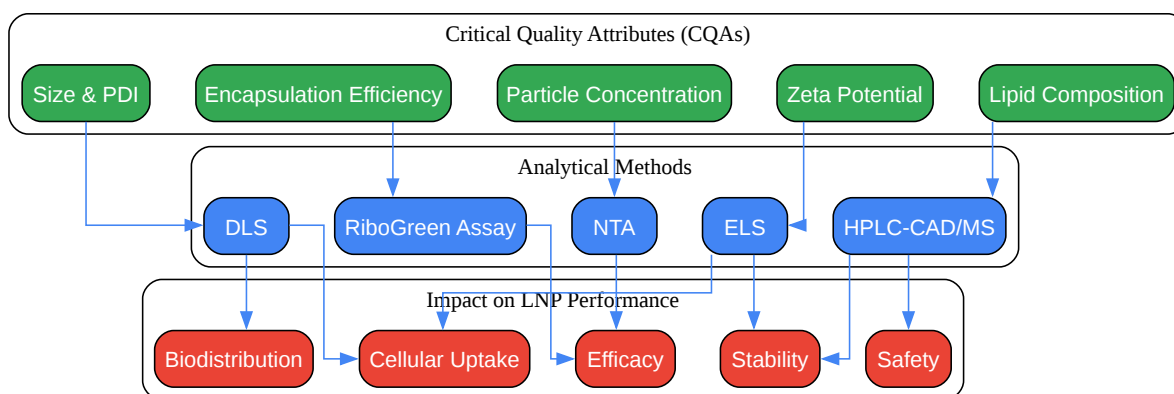 Critical Quality Attributes (CQAs)
Size & PDI
Encapsulation Efficiency
Particle Concentration
Zeta Potential
Lipid Composition
Analytical Methods
DLS
RiboGreen Assay
NTA
ELS
HPLC-CAD/MS
Impact on LNP Performance
Biodistribution
Cellular Uptake
Efficacy
Stability
Safety